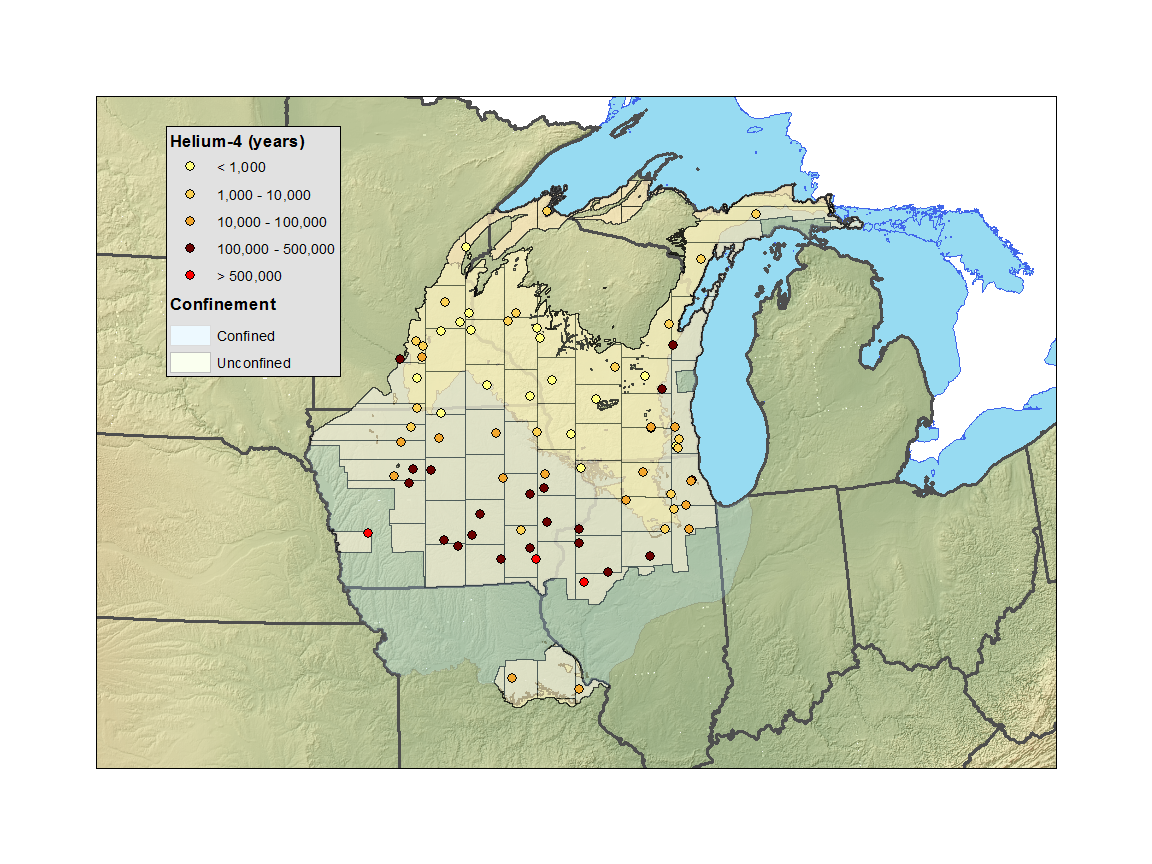 Helium-4 (years)
< 1,000
1,000 - 10,000
10,000 - 100,000
100,000 - 500,000
> 500,000
Confinement
Confined
Unconfined